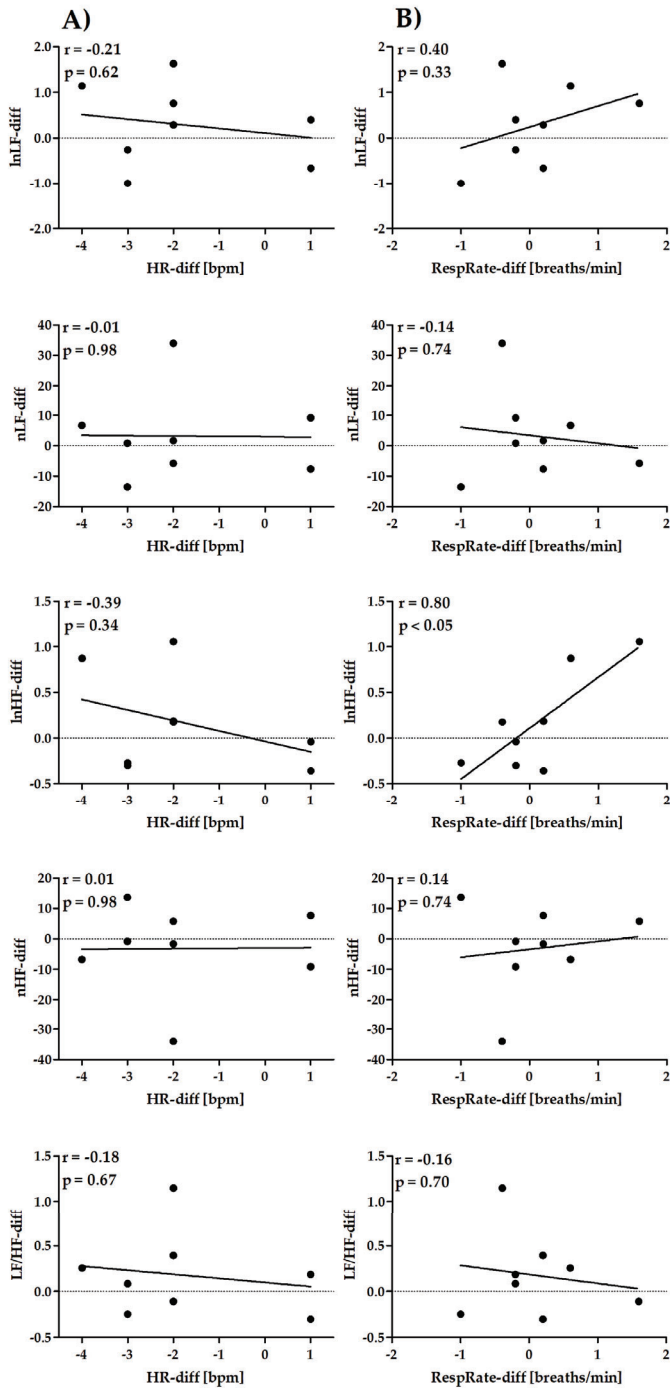 A)
B)
r = -0.21
p = 0.62
2.0
1.0
0.0
-1.0
-2.0
lnLF-diff
-4 -3 -2 -1 0 1
HR-diff [bpm]
r = 0.40
p = 0.33
2
1
0
-1
-2
lnLF-diff
-2 -1 0 1 2
RespRate-diff [breaths/min]
r = -0.01
p = 0.98
40
30
20
10
0
-10
-20
nLF-diff
-4 -3 -2 -1 0 1
HR-diff [bpm]
r = -0.14
p = 0.74
40
30
20
10
0
-10
-20
nLF-diff
-2 -1 0 1 2
RespRate-diff [breaths/min]
r = -0.39
p = 0.34
1.5
1.0
0.5
0.0
-0.5
lnHF-diff
-4 -3 -2 -1 0 1
HR-diff [bpm]
r = 0.80
p < 0.05
1.5
1.0
0.5
0.0
-0.5
lnHF-diff
-2 -1 0 1 2
RespRate-diff [breaths/min]
r = 0.01
p = 0.98
20
10
0
-10
-20
-30
-40
nHF-diff
-4 -3 -2 -1 0 1
HR-diff [bpm]
r = 0.14
p = 0.74
20
10
0
-10
-20
-30
-40
nHF-diff
-2 -1 0 1 2
RespRate-diff [breaths/min]
r = -0.18
p = 0.67
1.5
1.0
0.5
0.0
-0.5
LF/HF-diff
-4 -3 -2 -1 0 1
HR-diff [bpm]
r = -0.16
p = 0.70
1.5
1.0
0.5
0.0
-0.5
LF/HF-diff
-2 -1 0 1 2
RespRate-diff [breaths/min]